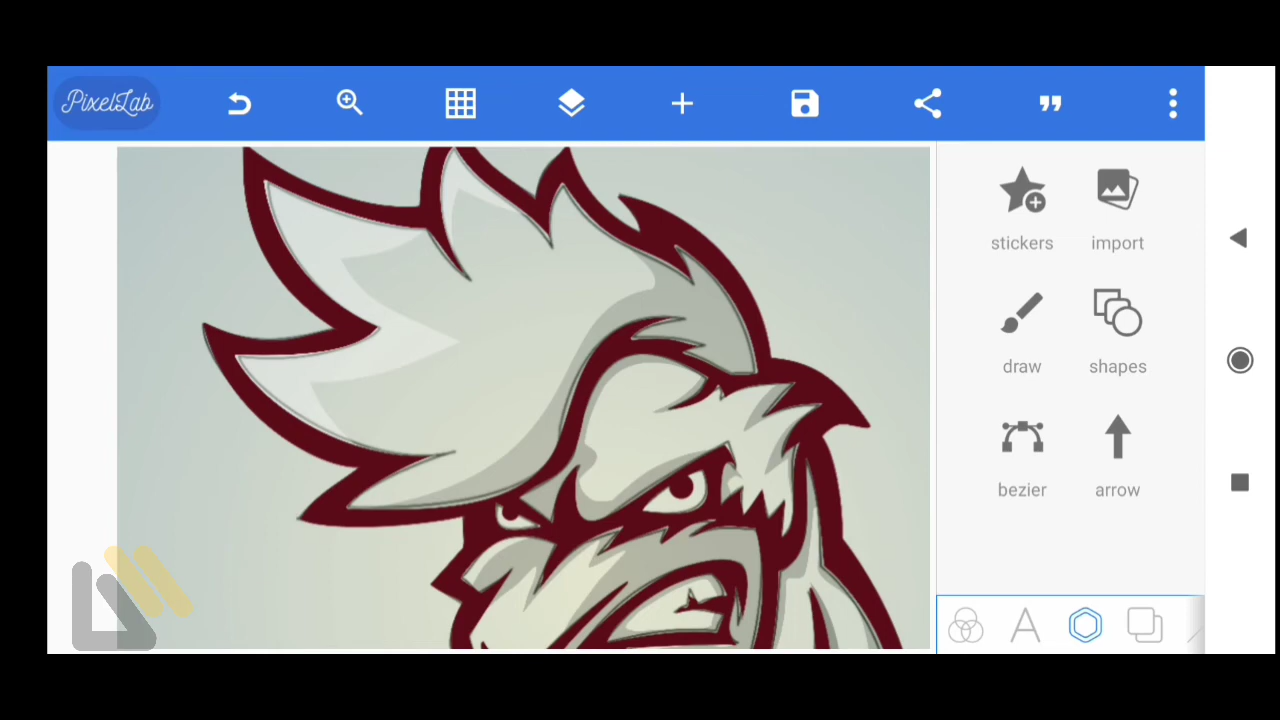 PixelLab
stickers
import
draw
shapes
bezier
arrow